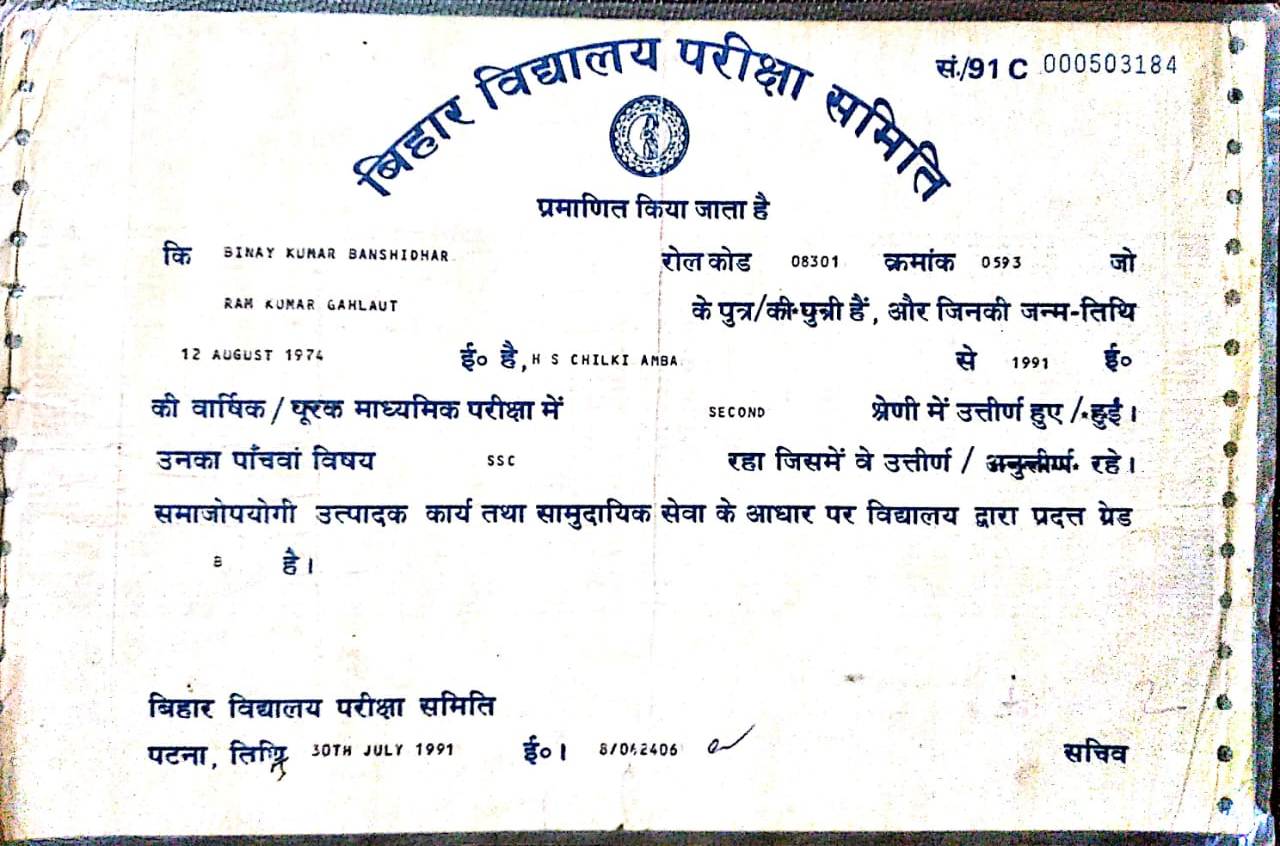 बिहार विद्यालय परीक्षा समिति
सं./91 C 000503184
प्रमाणित किया जाता है
कि BINAY KUMAR BANSHIDHAR रोल कोड 08301 क्रमांक 0593 जो
RAM KUMAR GAHLAUT के पुत्र/की पुत्री हैं, और जिनकी जन्म-तिथि
12 AUGUST 1974 ई० है, H S CHILKI AMBA से 1991 ई०
की वार्षिक / पूरक माध्यमिक परीक्षा में SECOND श्रेणी में उत्तीर्ण हुए / हुईं।
उनका पाँचवां विषय SSC रहा जिसमें वे उत्तीर्ण / अनुत्तीर्ण रहे।
समाजोपयोगी उत्पादक कार्य तथा सामुदायिक सेवा के आधार पर विद्यालय द्वारा प्रदत्त ग्रेड
B है।
बिहार विद्यालय परीक्षा समिति
पटना, तिथि 30TH JULY 1991 ई०। 8/062406 सचिव